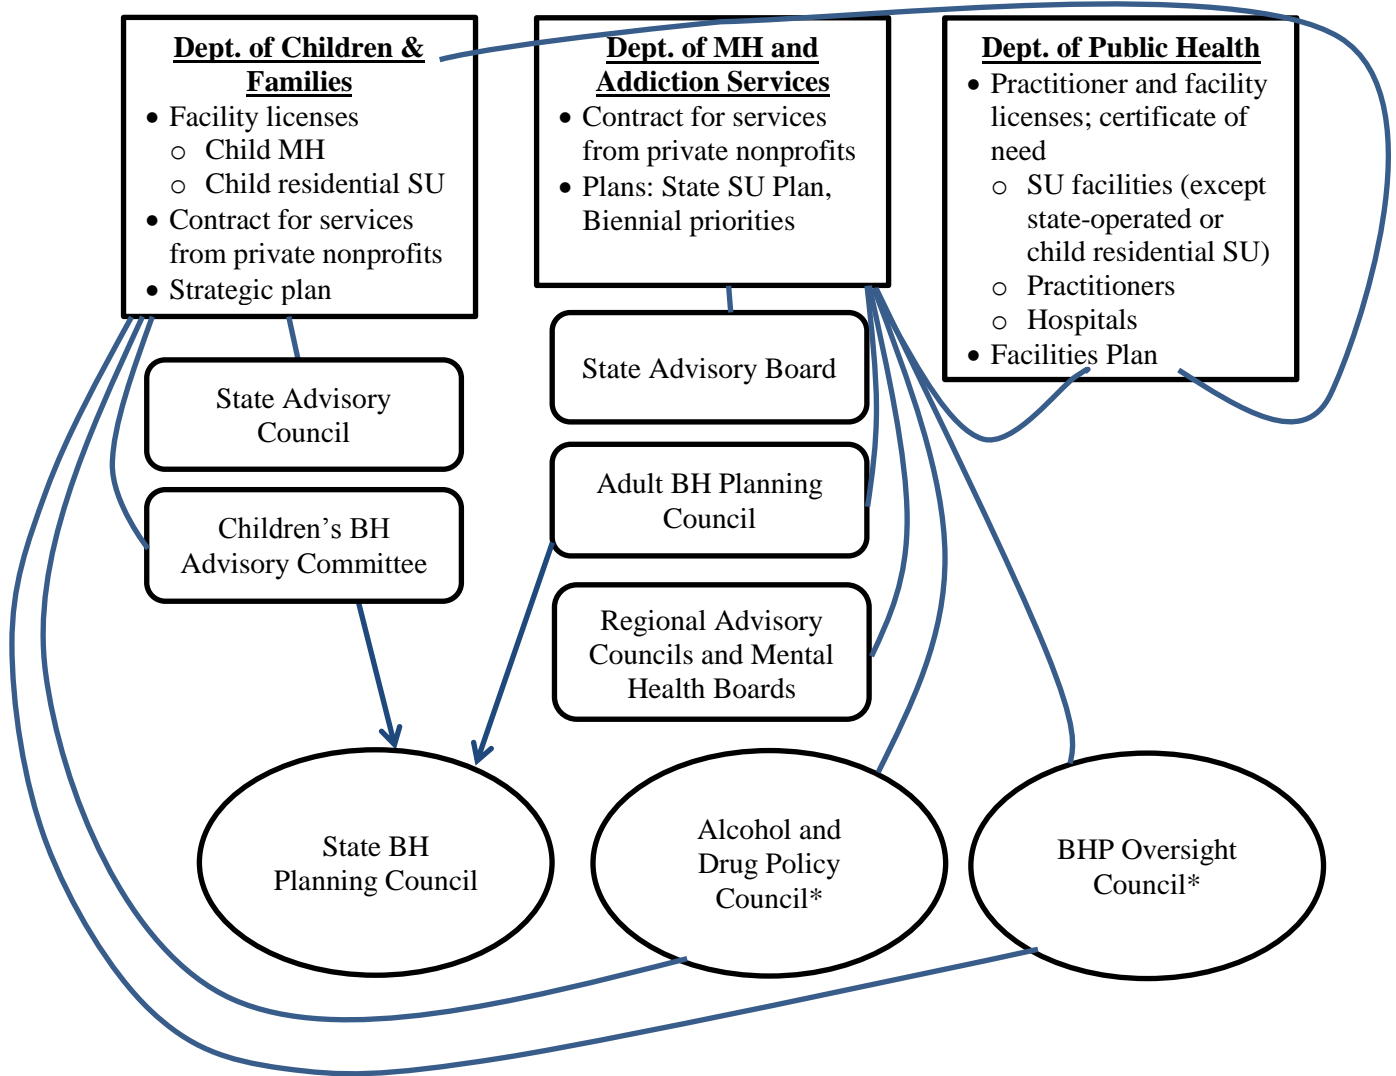 Dept. of Children &
Families
• Facility licenses
o Child MH
o Child residential SU
• Contract for services
from private nonprofits
• Strategic plan
Dept. of MH and
Addiction Services
• Contract for services
from private nonprofits
• Plans: State SU Plan,
Biennial priorities
Dept. of Public Health
• Practitioner and facility
licenses; certificate of
need
o SU facilities (except
state-operated or
child residential SU)
o Practitioners
o Hospitals
• Facilities Plan
State Advisory
Council
Children’s BH
Advisory Committee
State Advisory Board
Adult BH Planning
Council
Regional Advisory
Councils and Mental
Health Boards
State BH
Planning Council
Alcohol and
Drug Policy
Council*
BHP Oversight
Council*